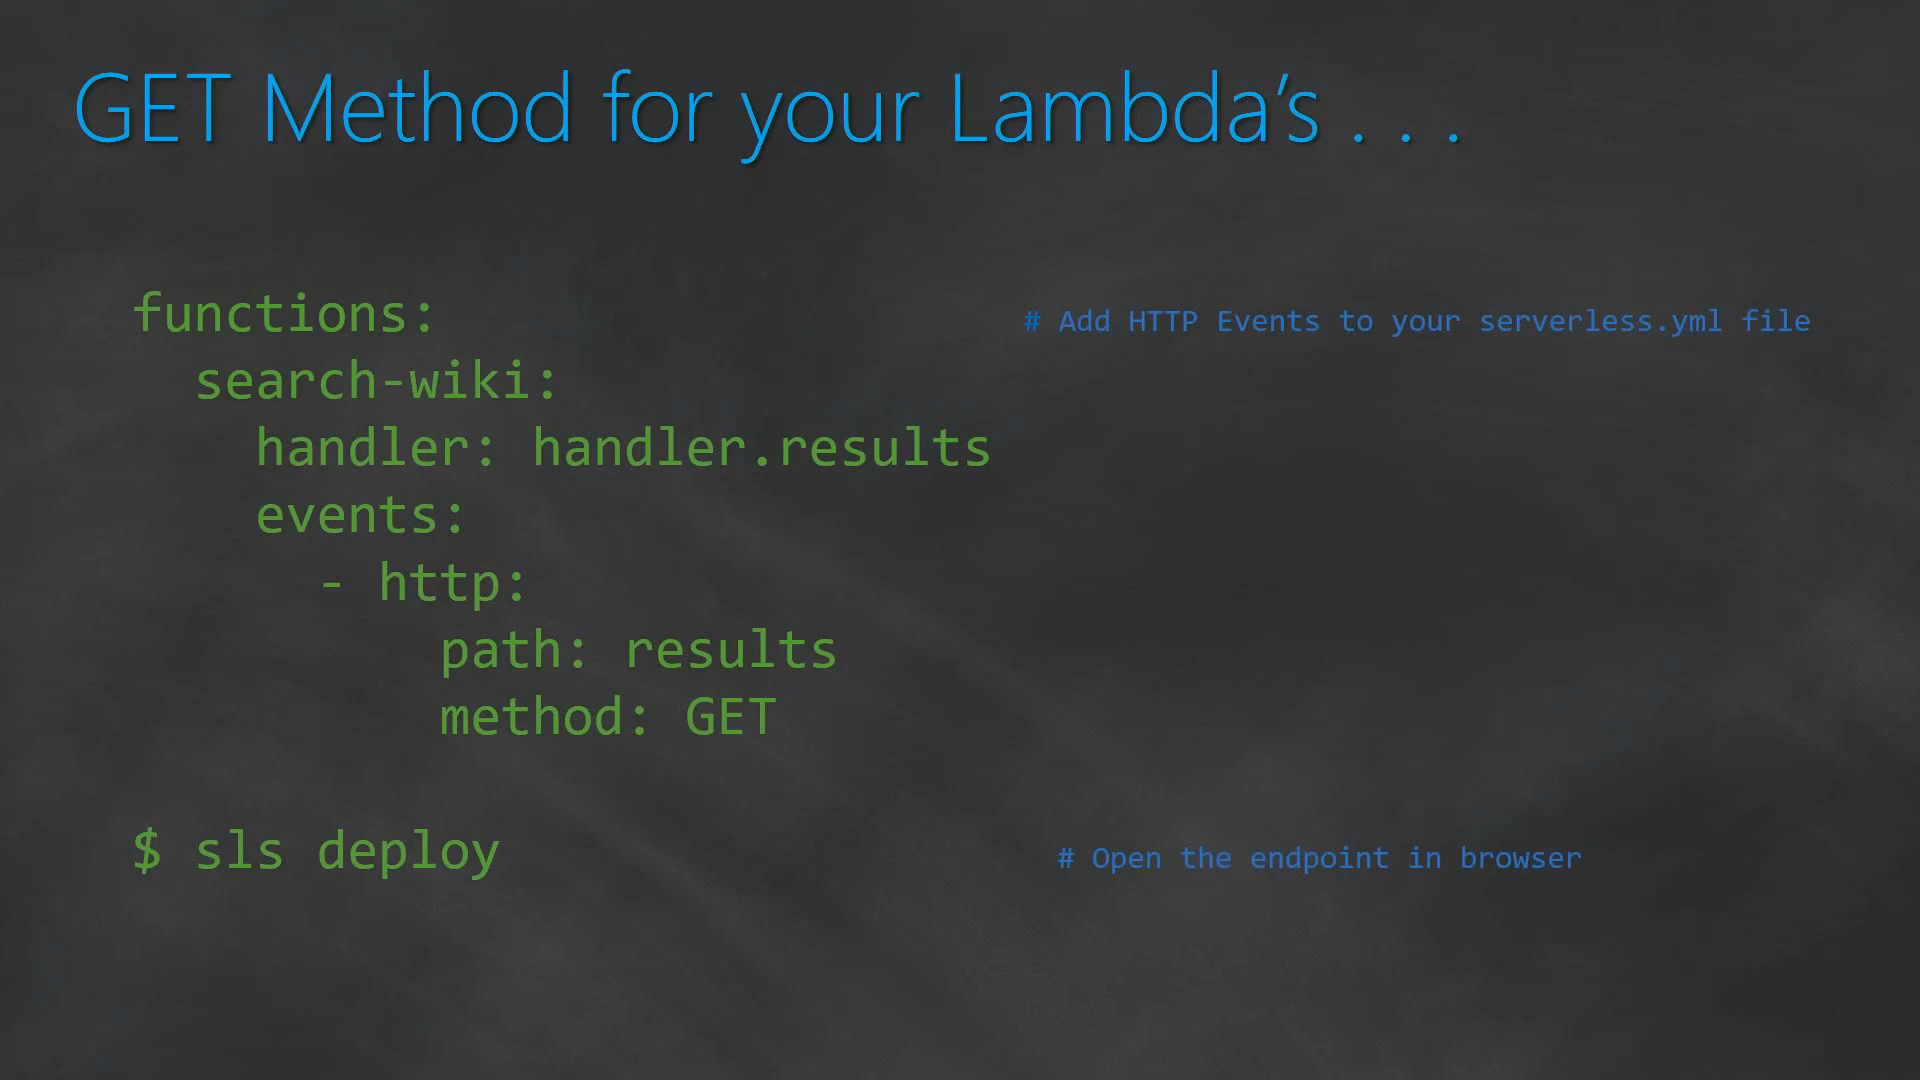 GET Method for your Lambda’s . . .
functions: # Add HTTP Events to your serverless.yml file
search-wiki:
handler: handler.results
events:
- http:
path: results
method: GET
$ sls deploy # Open the endpoint in browser